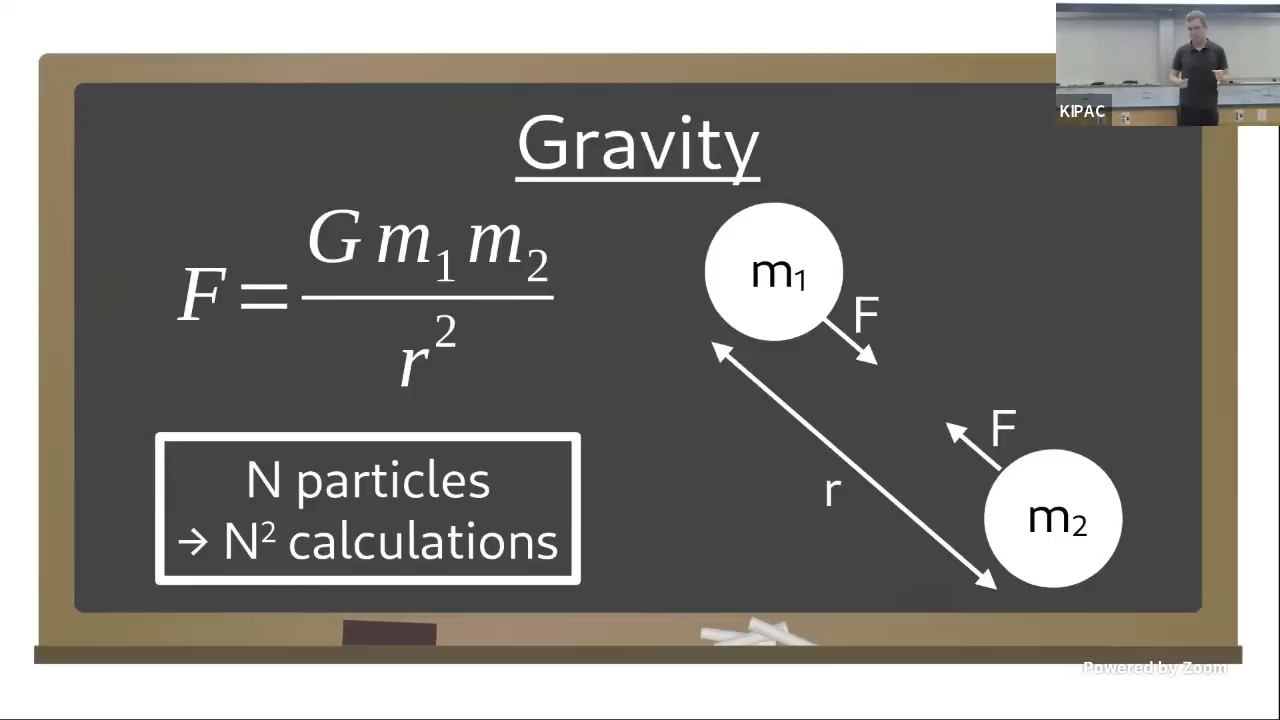 KIPAC
Gravity
F = G m₁ m₂ / r²
m₁
F
F
r
m₂
N particles
→ N² calculations
Powered by Zoom